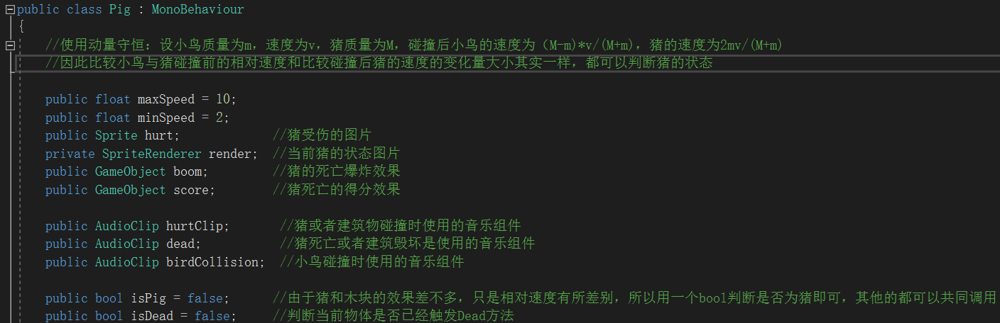 public class Pig : MonoBehaviour
{
//使用动量守恒：设小鸟质量为m，速度为v，猪质量为M，碰撞后小鸟的速度为（M-m)*v/(M+m)，猪的速度为2mv/(M+m)
//因此比较小鸟与猪碰撞前的相对速度和比较碰撞后猪的速度的变化量大小其实一样，都可以判断猪的状态
public float maxSpeed = 10;
public float minSpeed = 2;
public Sprite hurt; //猪受伤的图片
private SpriteRenderer render; //当前猪的状态图片
public GameObject boom; //猪的死亡爆炸效果
public GameObject score; //猪死亡的得分效果
public AudioClip hurtClip; //猪或者建筑物碰撞时使用的音乐组件
public AudioClip dead; //猪死亡或者建筑毁坏是使用的音乐组件
public AudioClip birdCollision; //小鸟碰撞时使用的音乐组件
public bool isPig = false; //由于猪和木块的效果差不多，只是相对速度有所差别，所以用一个bool判断是否为猪即可，其他的都可以共同调用
public bool isDead = false; //判断当前物体是否已经触发Dead方法